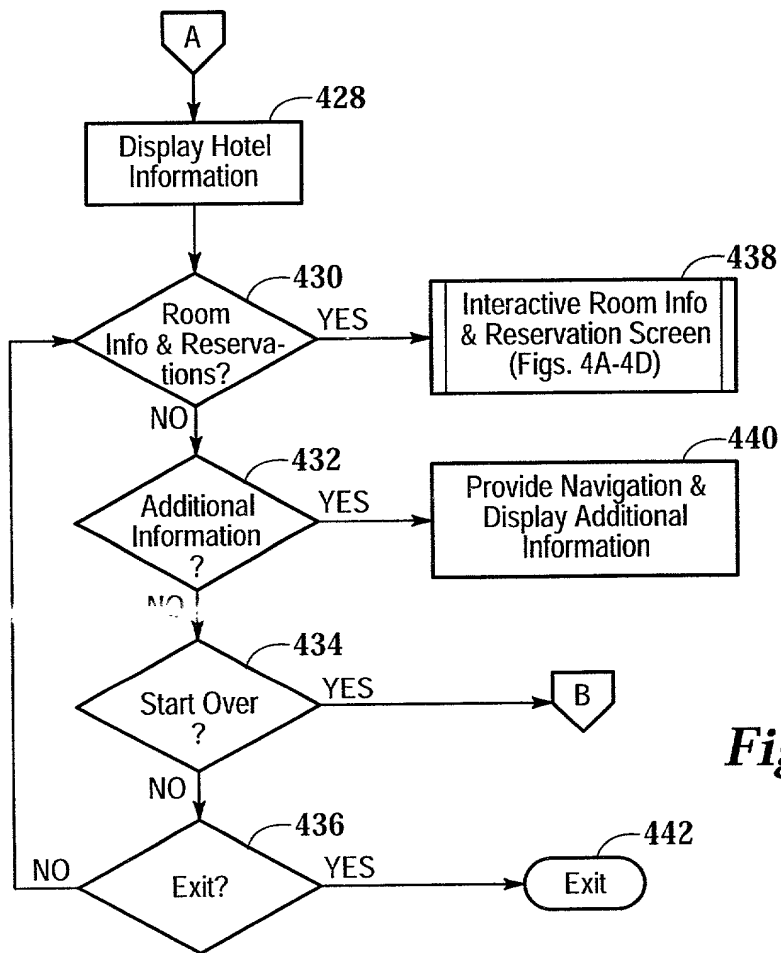 A
428
Display Hotel
Information
430
Room
Info & Reserva-
tions?
YES
438
Interactive Room Info
& Reservation Screen
(Figs. 4A-4D)
NO
432
Additional
Information
?
YES
440
Provide Navigation &
Display Additional
Information
NO
434
Start Over
?
YES
B
Fig
NO
436
NO
Exit?
YES
442
Exit